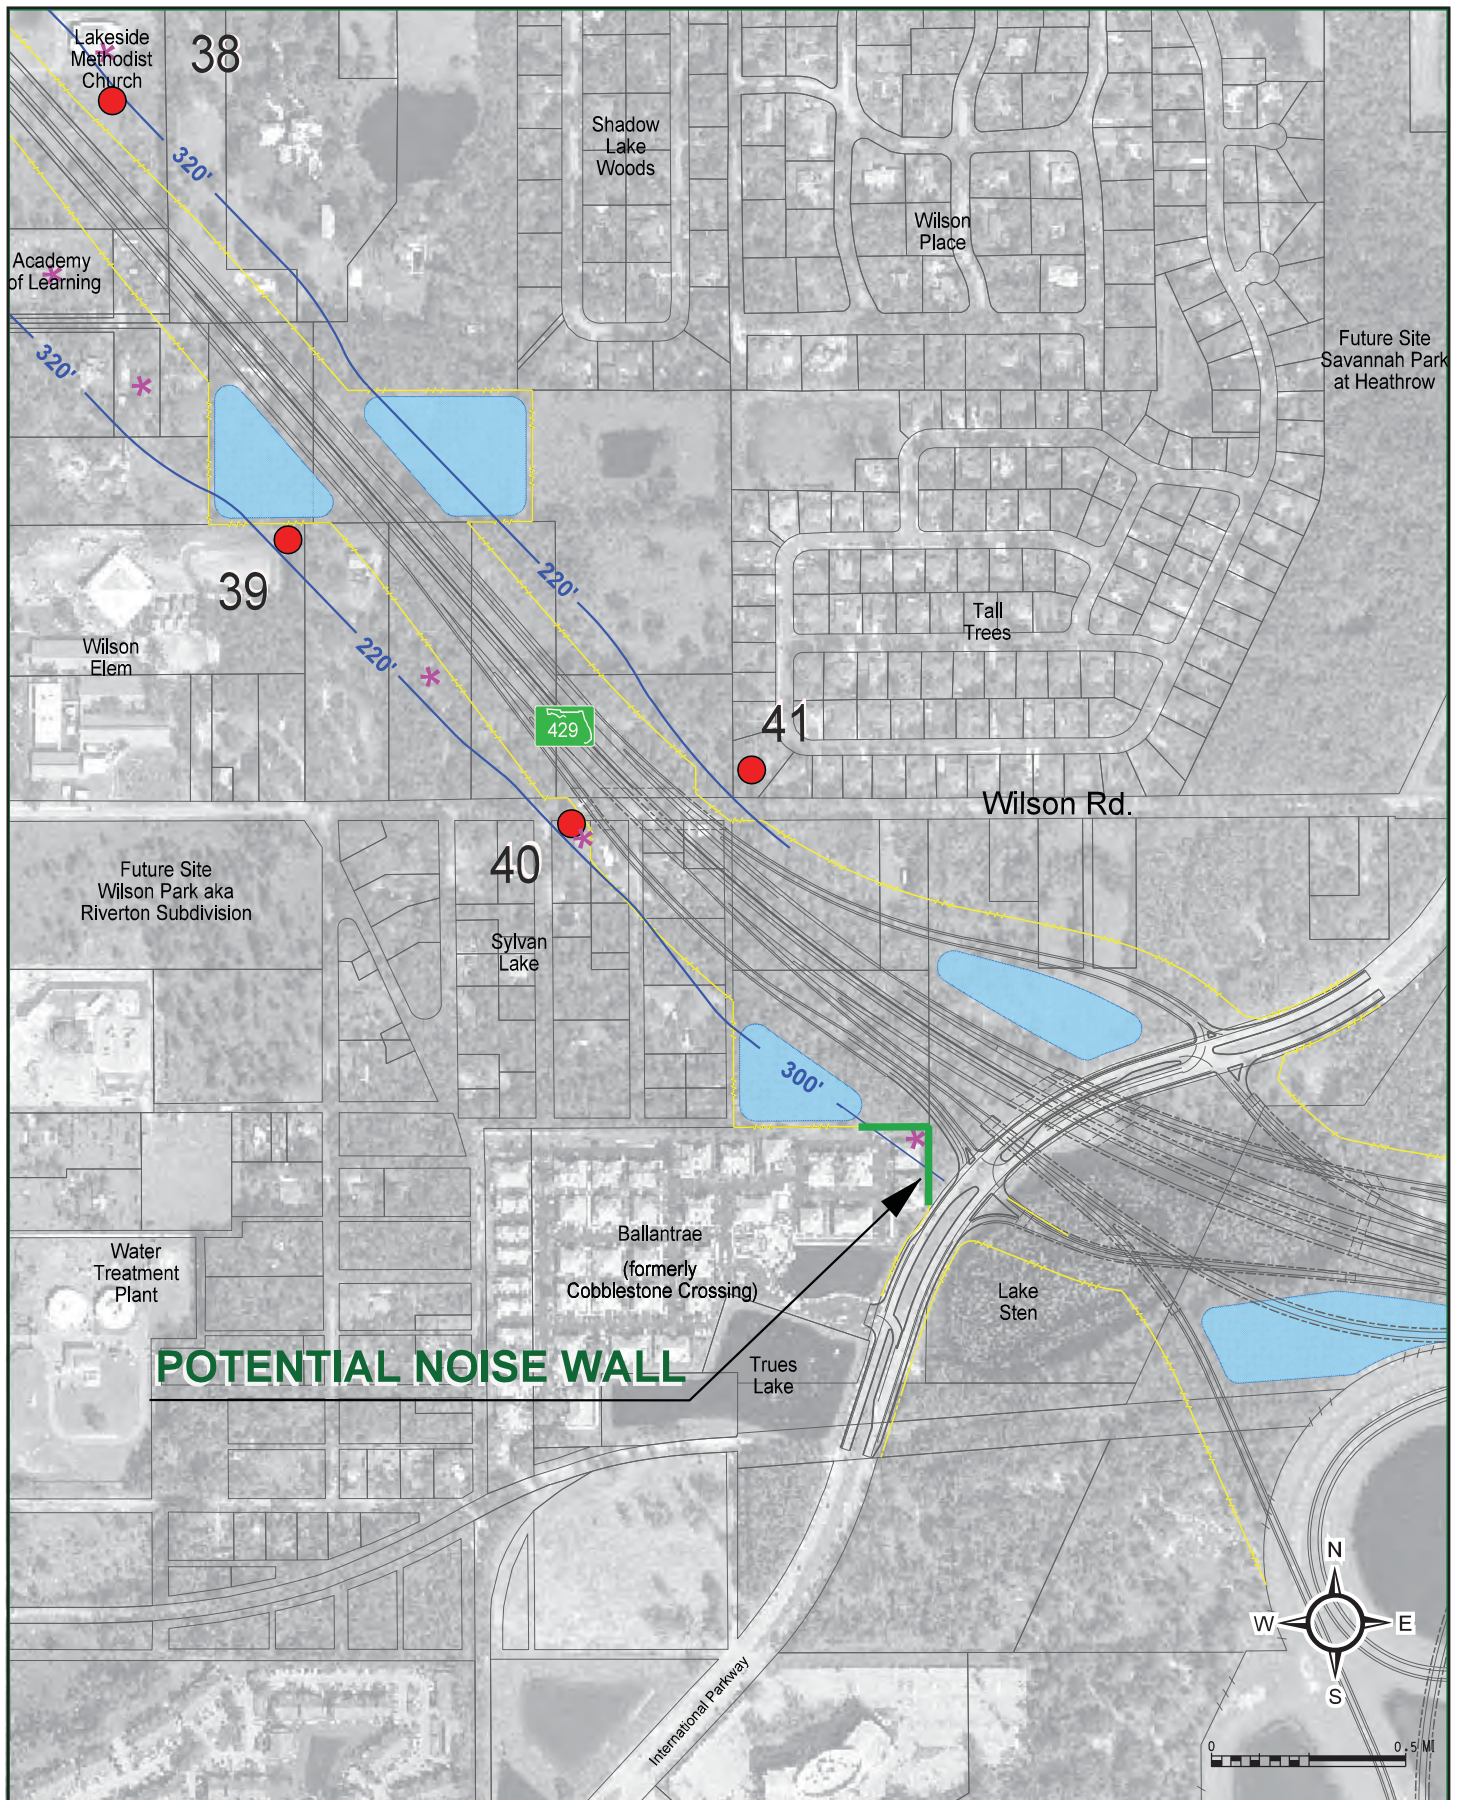 Lakeside
Methodist
Church
38
320'
Shadow
Lake
Woods
Wilson
Place
Academy
of Learning
320'
Future Site
Savannah Park
at Heathrow
39
220'
220'
Wilson
Elem
Tall
Trees
429
41
Wilson Rd.
40
Future Site
Wilson Park aka
Riverton Subdivision
Sylvan
Lake
300'
Ballantrae
(formerly
Cobblestone Crossing)
Water
Treatment
Plant
Lake
Sten
POTENTIAL NOISE WALL
Trues
Lake
International Parkway
N
W
E
S
0
0.5 MI